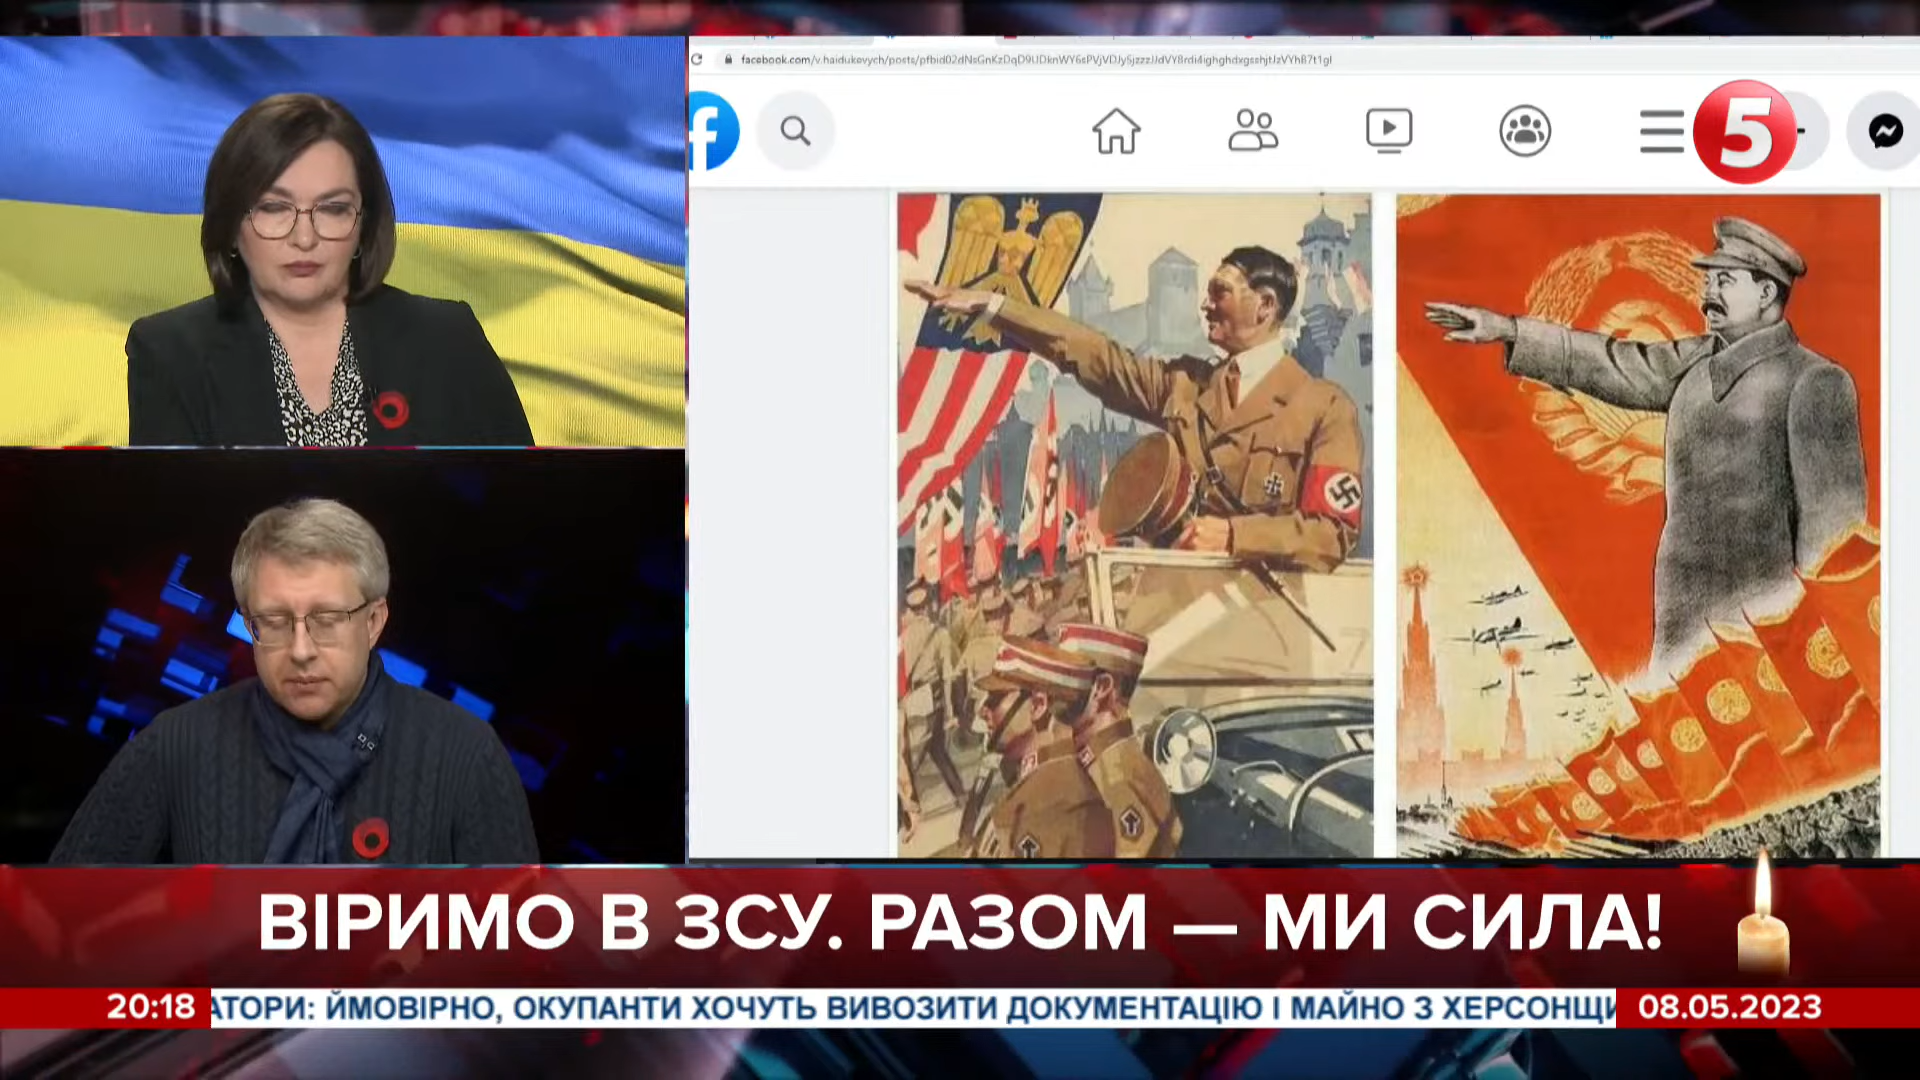 facebook.com/v.haidukevych/posts/pfbid02dNsGnKzDqD9UDknWY6sPVjVDJySjzzzJJdVY8rdi4ighghdxgsshjtJzVYhB7t1gl
5
ВІРИМО В ЗСУ. РАЗОМ — МИ СИЛА!
20:18
АТОРИ: ЙМОВІРНО, ОКУПАНТИ ХОЧУТЬ ВИВОЗИТИ ДОКУМЕНТАЦІЮ І МАЙНО З ХЕРСОНЩИ
08.05.2023